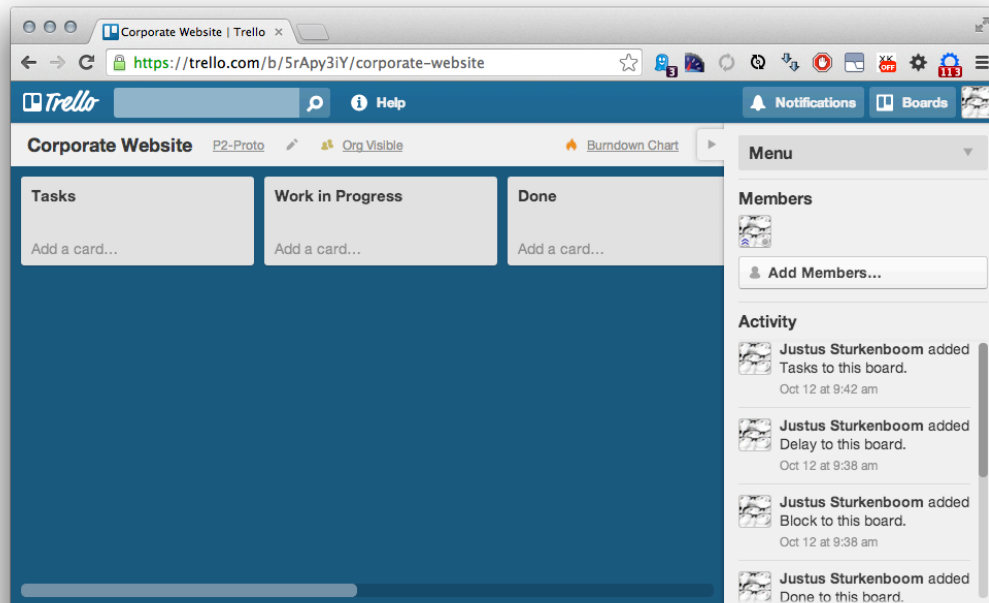 Corporate Website | Trello ×
https://trello.com/b/5rApy3iY/corporate-website
3
XK
OFF
113
Trello
Help
Notifications
Boards
Corporate Website
P2-Proto
Org Visible
Burndown Chart
Tasks
Add a card...
Work in Progress
Add a card...
Done
Add a card...
Menu
Members
Add Members...
Activity
Justus Sturkenboom added
Tasks to this board.
Oct 12 at 9:42 am
Justus Sturkenboom added
Delay to this board.
Oct 12 at 9:38 am
Justus Sturkenboom added
Block to this board.
Oct 12 at 9:38 am
Justus Sturkenboom added
Done to this board.